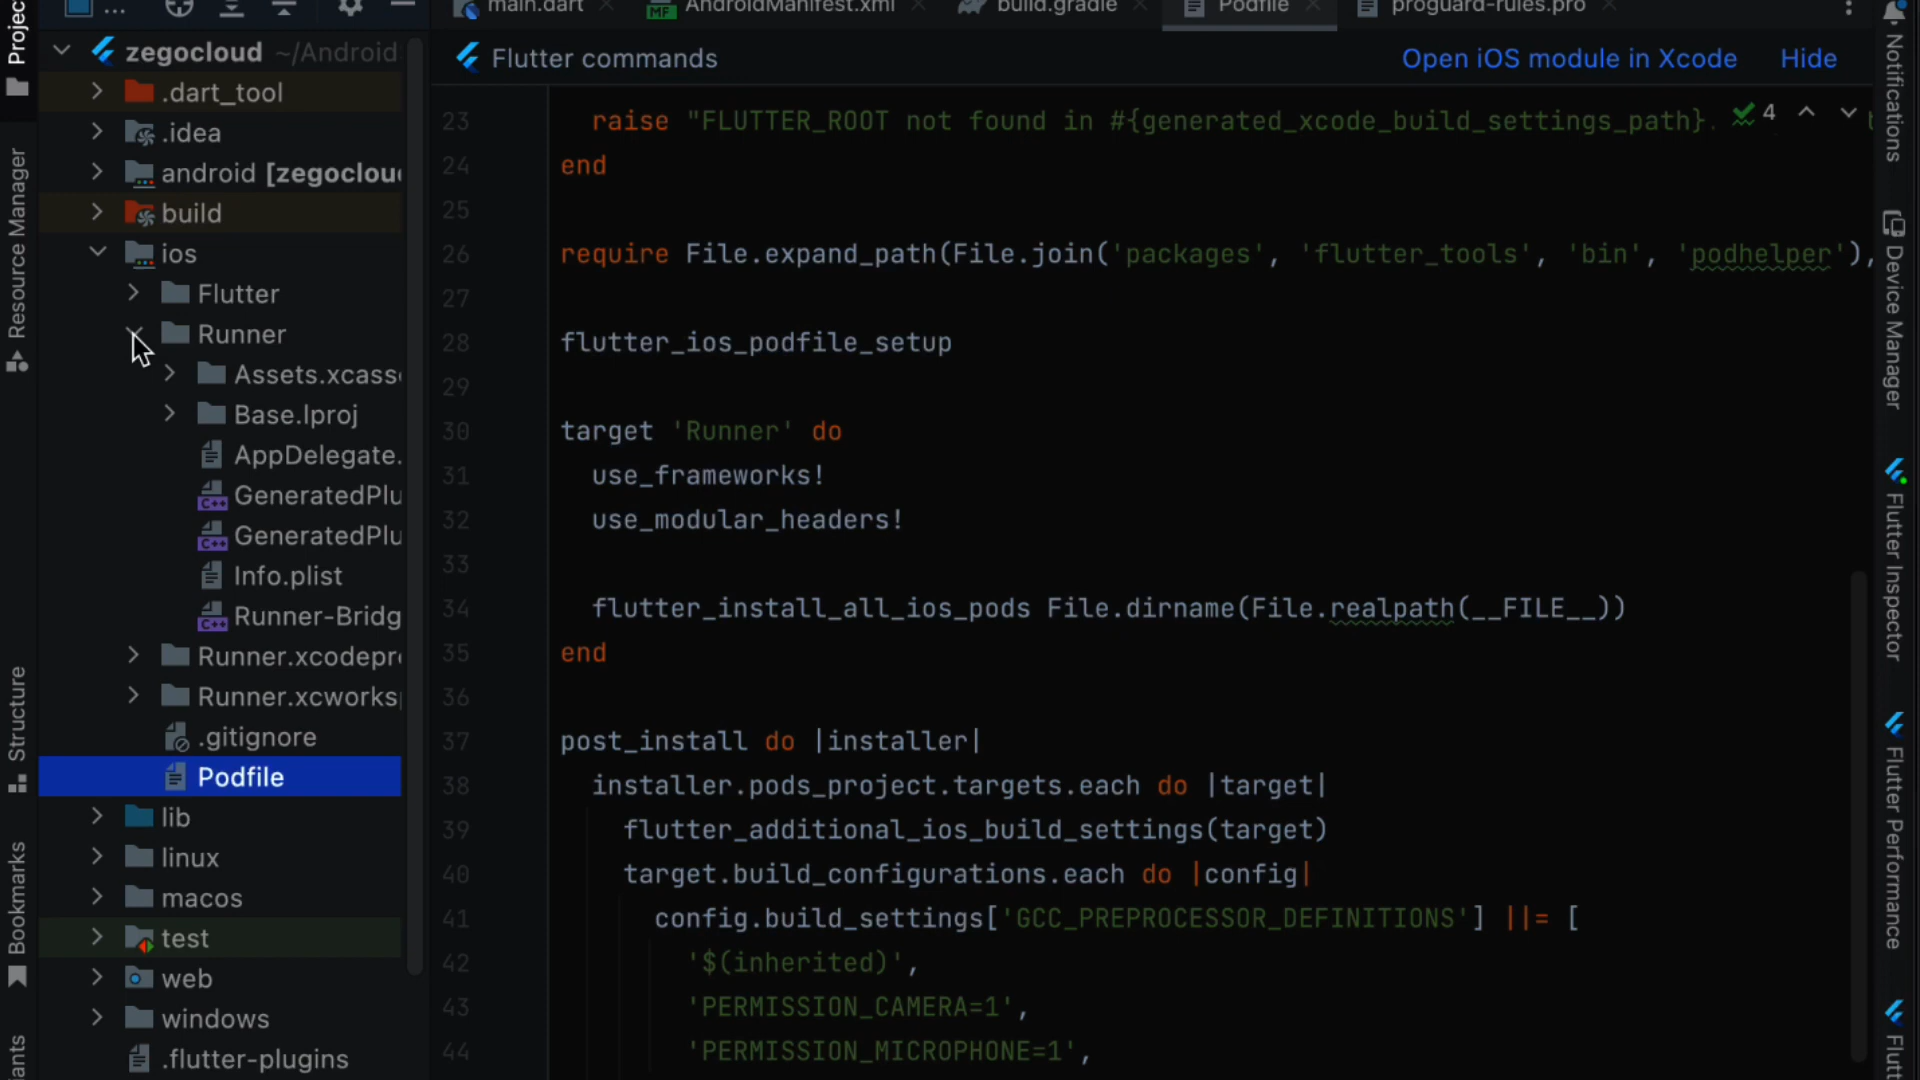 main.dart
AndroidManifest.xml
build.gradle
Podfile
proguard-rules.pro
zegocloud ~/Android
Flutter commands
Open iOS module in Xcode
Hide
.dart_tool
.idea
android [zegoclou
build
ios
Flutter
Runner
Assets.xcass
Base.lproj
AppDelegate.
GeneratedPlu
GeneratedPlu
Info.plist
Runner-Bridg
Runner.xcodepr
Runner.xcworks
.gitignore
Podfile
lib
linux
macos
test
web
windows
.flutter-plugins
23 raise "FLUTTER_ROOT not found in #{generated_xcode_build_settings_path}.
4
24 end
25
26 require File.expand_path(File.join('packages', 'flutter_tools', 'bin', 'podhelper'),
27
28 flutter_ios_podfile_setup
29
30 target 'Runner' do
31 use_frameworks!
32 use_modular_headers!
33
34 flutter_install_all_ios_pods File.dirname(File.realpath(__FILE__))
35 end
36
37 post_install do |installer|
38 installer.pods_project.targets.each do |target|
39 flutter_additional_ios_build_settings(target)
40 target.build_configurations.each do |config|
41 config.build_settings['GCC_PREPROCESSOR_DEFINITIONS'] ||= [
42 '$(inherited)',
43 'PERMISSION_CAMERA=1',
44 'PERMISSION_MICROPHONE=1',
Projec
Resource Manager
Structure
Bookmarks
iants
Notifications
Device Manager
Flutter Inspector
Flutter Performance
Flutt
MF
C++
C++
C++